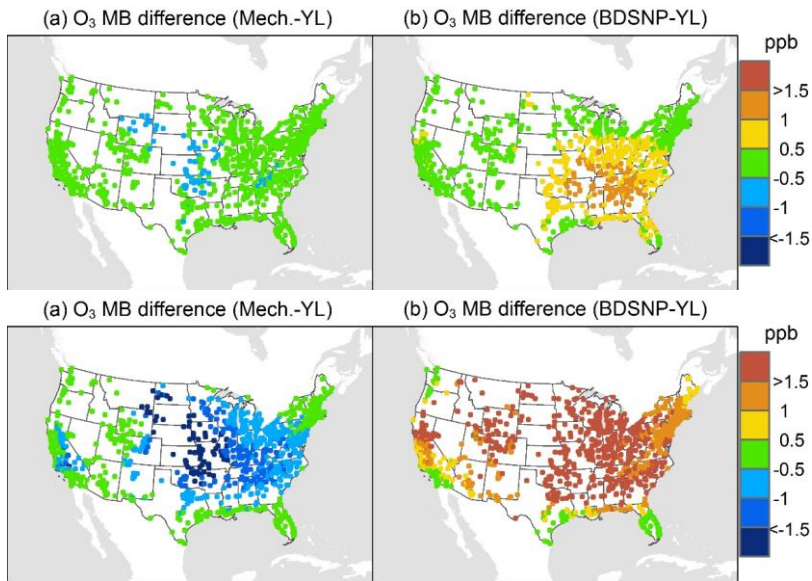 (a) O₃ MB difference (Mech.-YL)
(b) O₃ MB difference (BDSNP-YL)
ppb
>1.5
1
0.5
-0.5
-1
<-1.5
(a) O₃ MB difference (Mech.-YL)
(b) O₃ MB difference (BDSNP-YL)
ppb
>1.5
1
0.5
-0.5
-1
<-1.5